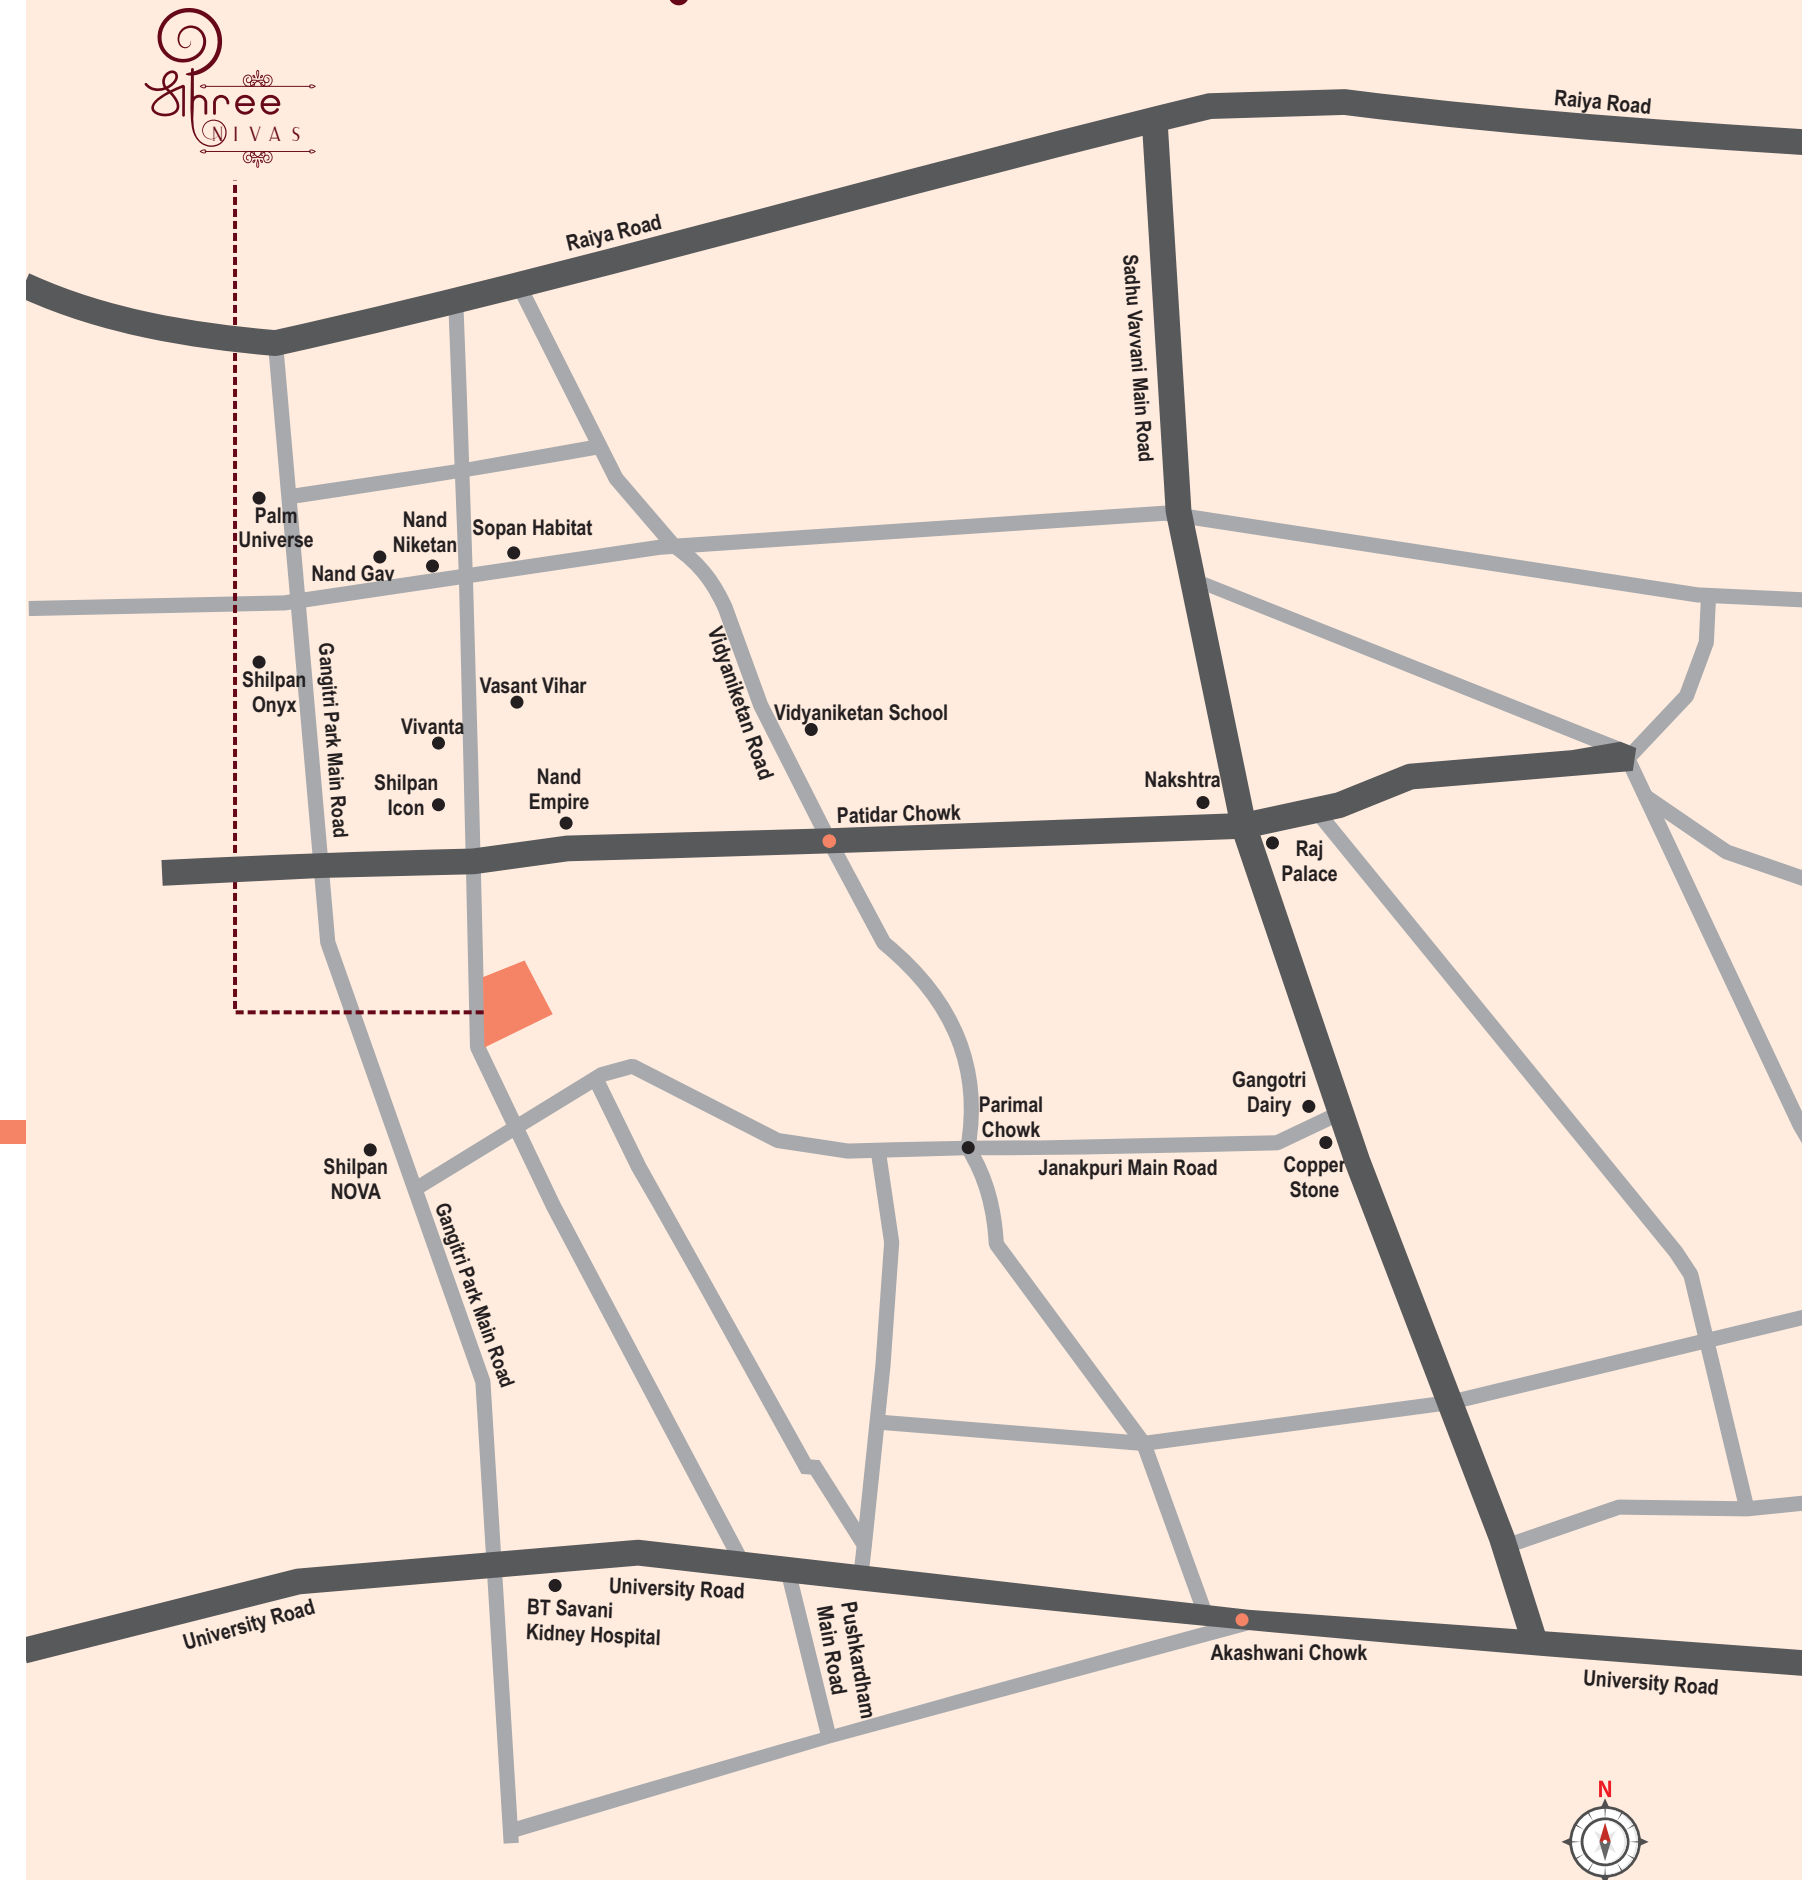 Shree
NIVAS
Raiya Road
Raiya Road
Sadhu Vavvani Main Road
Palm
Universe
Nand
Niketan
Sopan Habitat
Nand Gav
Shilpan
Onyx
Gangitri Park Main Road
Vasant Vihar
Vivanta
Shilpan
Icon
Nand
Empire
Vidyaniketan Road
Vidyaniketan School
Nakshtra
Patidar Chowk
Raj
Palace
Gangotri
Dairy
Parimal
Chowk
Janakpuri Main Road
Copper
Stone
Shilpan
NOVA
Gangitri Park Main Road
University Road
BT Savani
Kidney Hospital
University Road
Pushkardham
Main Road
Akashwani Chowk
University Road
N